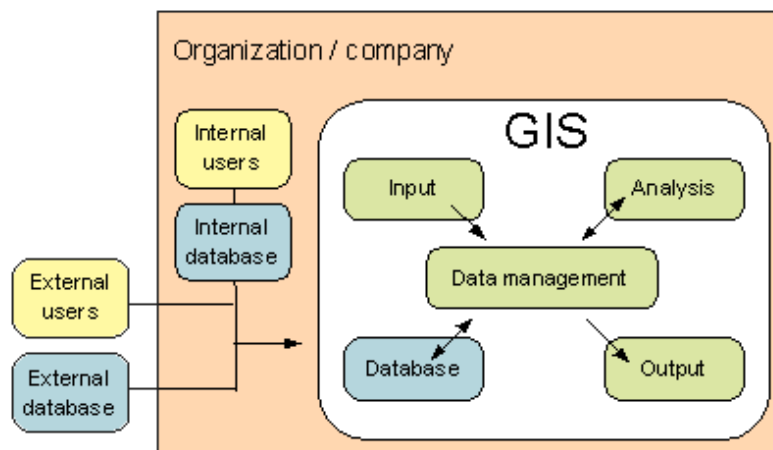 Organization / company
Internal
users
Internal
database
External
users
External
database
GIS
Input
Analysis
Data management
Database
Output